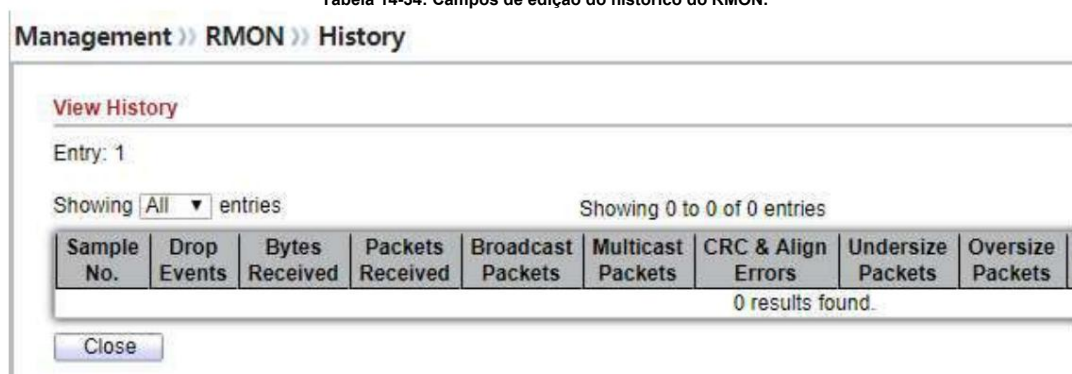 Tabela 14-34: Campos de edição do histórico do RMON.
Management » RMON » History
View History
Entry: 1
Showing All ▼ entries Showing 0 to 0 of 0 entries
Sample No. Drop Events Bytes Received Packets Received Broadcast Packets Multicast Packets CRC & Align Errors Undersize Packets Oversize Packets
0 results found.
Close